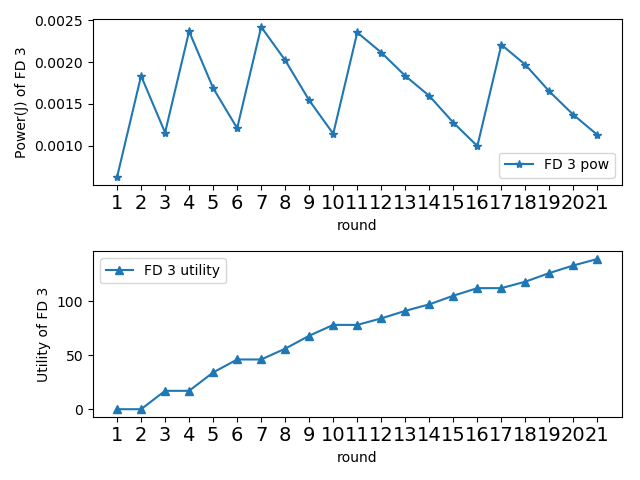 0.0025
0.0020
0.0015
0.0010
Power(J) of FD 3
FD 3 pow
1 2 3 4 5 6 7 8 9 10 11 12 13 14 15 16 17 18 19 20 21
round
FD 3 utility
100
50
0
Utility of FD 3
1 2 3 4 5 6 7 8 9 10 11 12 13 14 15 16 17 18 19 20 21
round